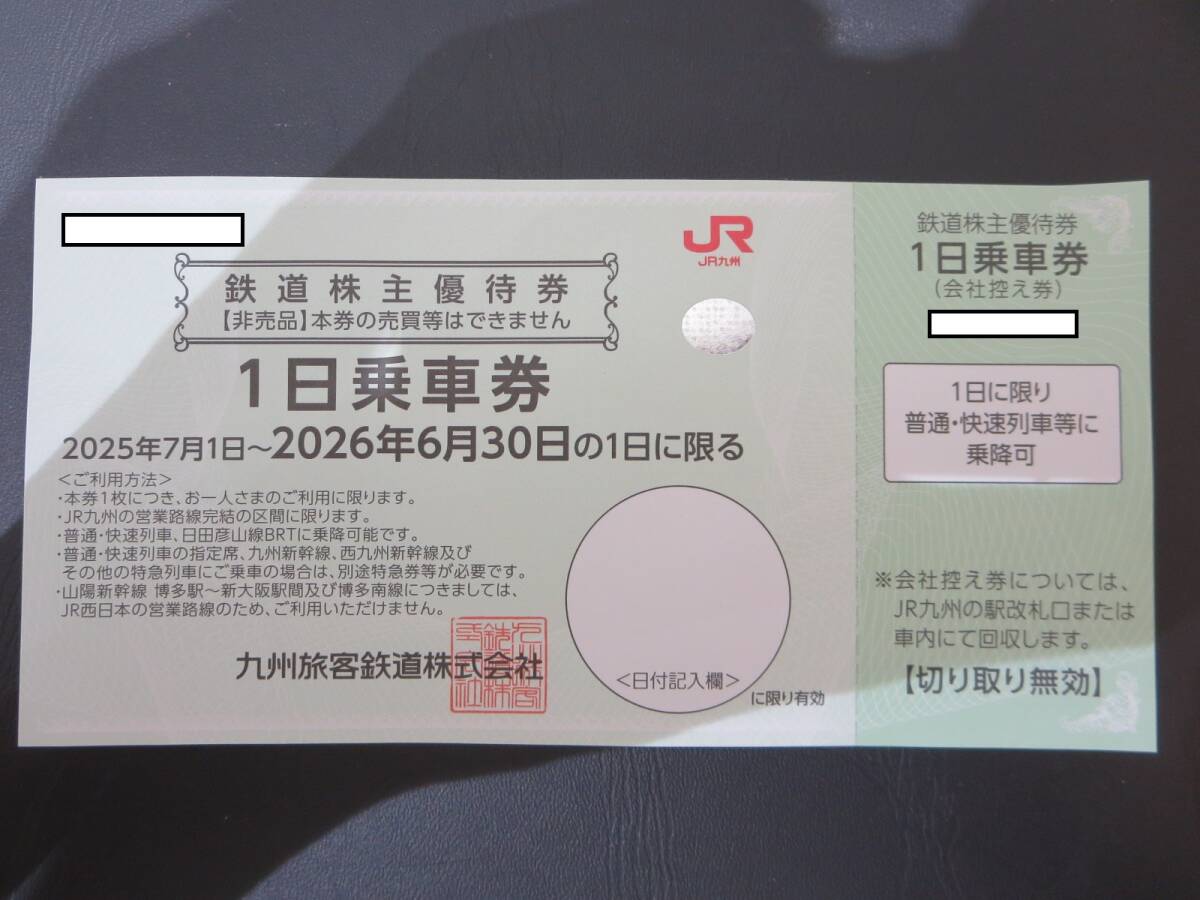 鉄道株主優待券
【非売品】本券の売買等はできません
1日乗車券
2025年7月1日～2026年6月30日の1日に限る
＜ご利用方法＞
・本券1枚につき、お一人さまのご利用に限ります。
・JR九州の営業路線完結の区間に限ります。
・普通・快速列車、日田彦山線BRTに乗降可能です。
・普通・快速列車の指定席、九州新幹線、西九州新幹線及び
その他の特急列車にご乗車の場合は、別途特急券等が必要です。
・山陽新幹線 博多駅～新大阪駅間及び博多南線につきましては、
JR西日本の営業路線のため、ご利用いただけません。
九州旅客鉄道株式会社
＜日付記入欄＞
に限り有効
JR
JR九州
鉄道株主優待券
1日乗車券
（会社控え券）
1日に限り
普通・快速列車等に
乗降可
※会社控え券については、
JR九州の駅改札口または
車内にて回収します。
【切り取り無効】